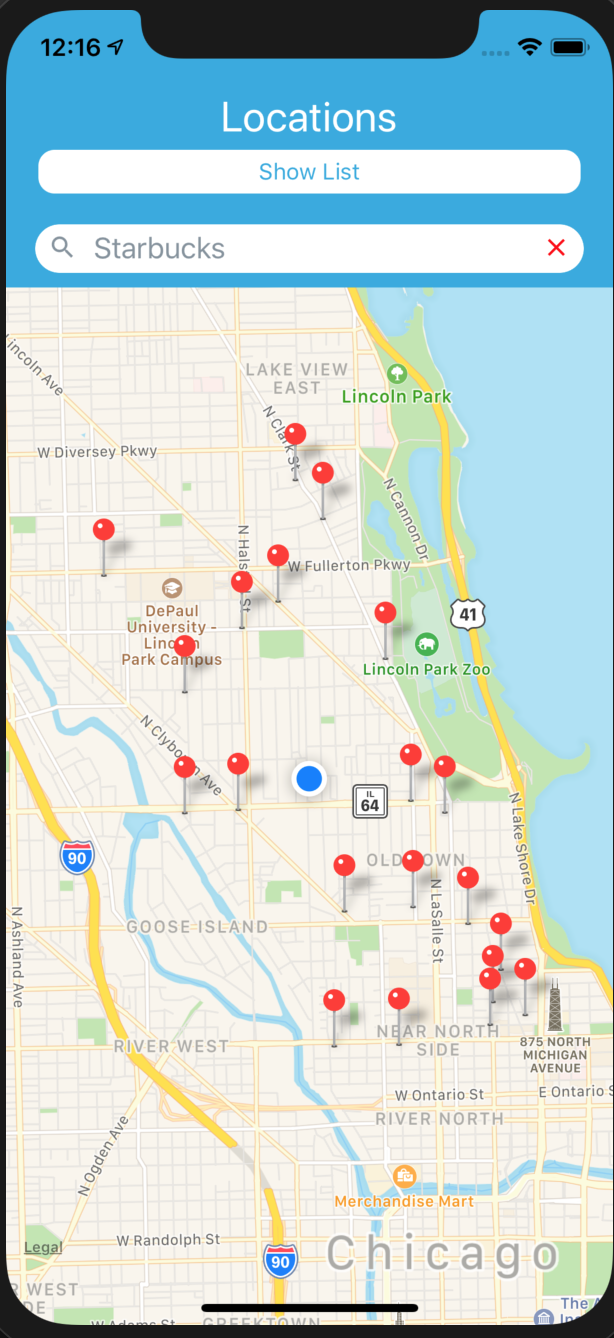 12:16
Locations
Show List
Starbucks
Lincoln Ave
LAKE VIEW
EAST
Lincoln Park
N Clark St
W Diversey Pkwy
N Cannon Dr
N Halsted St
W Fullerton Pkwy
DePaul
University -
Lincoln
Park Campus
41
Lincoln Park Zoo
N Clybourn Ave
IL
64
N Lake Shore Dr
90
OLD TOWN
N LaSalle St
N Ashland Ave
GOOSE ISLAND
NEAR NORTH
SIDE
875 NORTH
MICHIGAN
AVENUE
RIVER WEST
W Ontario St
E Ontario S
RIVER NORTH
N Ogden Ave
Merchandise Mart
W Randolph St
Legal
90
Chicago
R WEST
DE
The A
Ins
W Adams St
GREEKTOWN